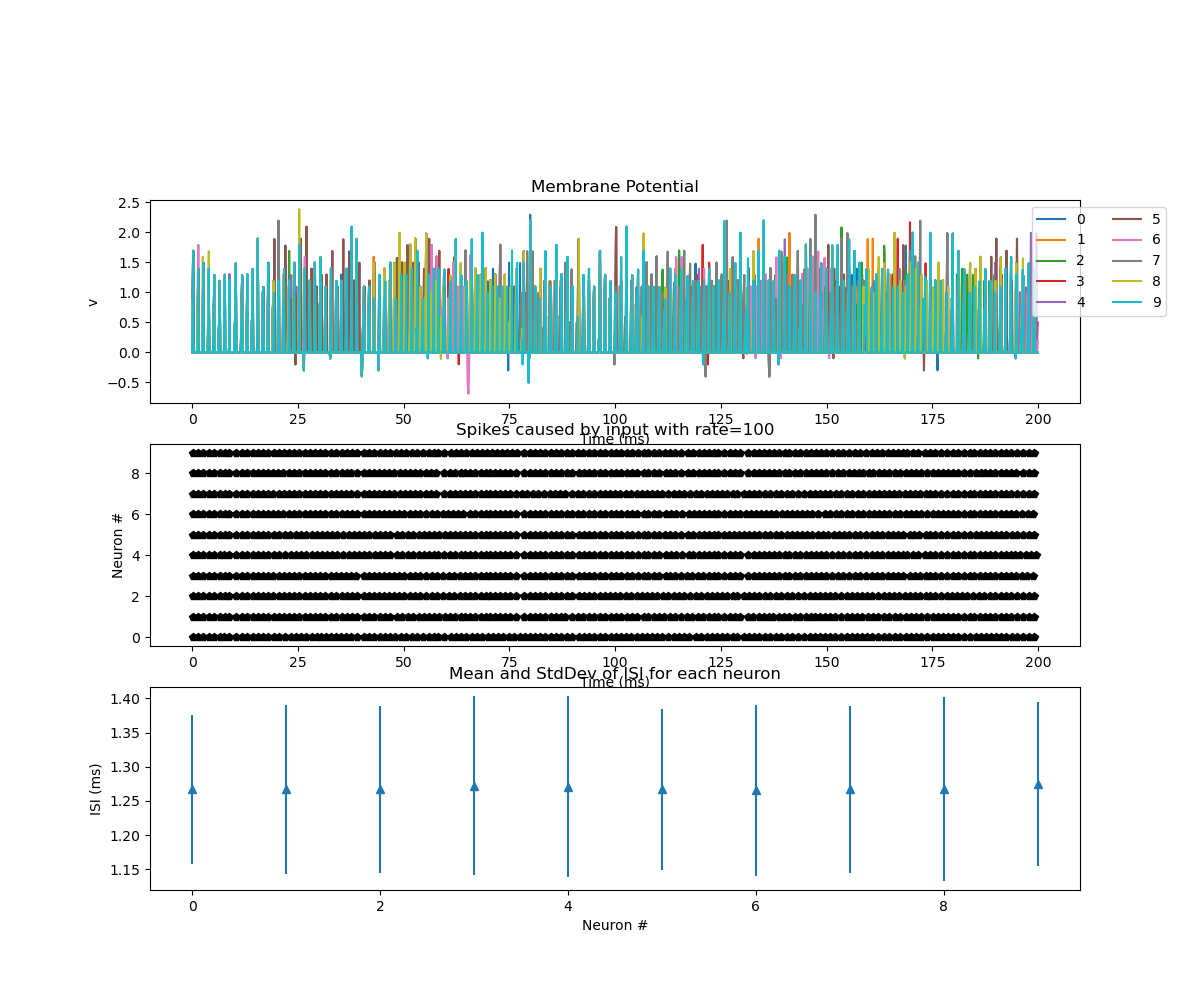 Membrane Potential
2.5
2.0
1.5
1.0
0.5
0.0
−0.5
v
0 5
1 6
2 7
3 8
4 9
0 25 50 75 100 125 150 175 200
Time (ms)
Spikes caused by input with rate=100
8
6
4
2
0
Neuron #
0 25 50 75 100 125 150 175 200
Time (ms)
Mean and StdDev of ISI for each neuron
1.40
1.35
1.30
1.25
1.20
1.15
ISI (ms)
0 2 4 6 8
Neuron #